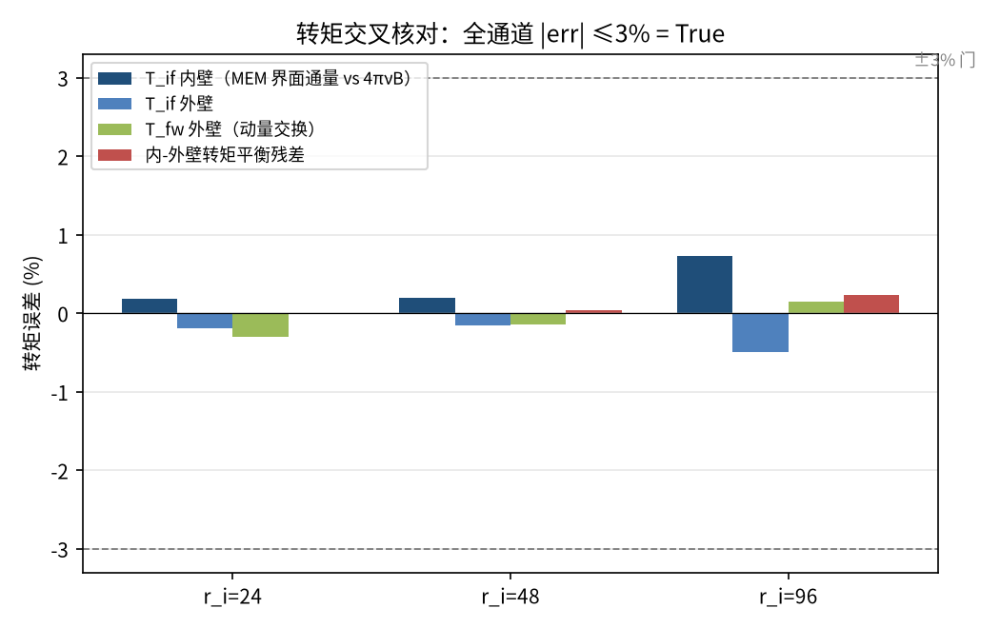 转矩交叉核对：全通道 |err| ≤3% = True
±3% 门
T_if 内壁（MEM 界面通量 vs 4πνB）
T_if 外壁
T_fw 外壁（动量交换）
内-外壁转矩平衡残差
转矩误差 (%)
3
2
1
0
-1
-2
-3
r_i=24
r_i=48
r_i=96